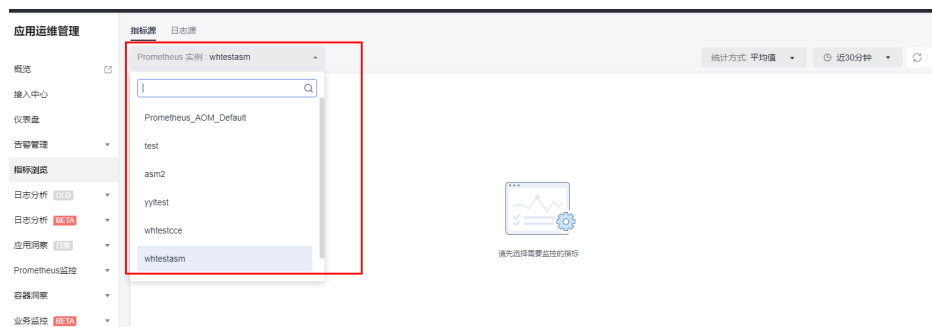 应用运维管理
概览
接入中心
仪表盘
告警管理
指标浏览
日志分析 OLD
日志分析 BETA
应用洞察 日落
Prometheus监控
容器洞察
业务监控 BETA
指标源 日志源
Prometheus 实例 : whtestasm
统计方式: 平均值
近30分钟
Prometheus_AOM_Default
test
asm2
yyltest
whtestcce
whtestasm
请先选择需要监控的指标